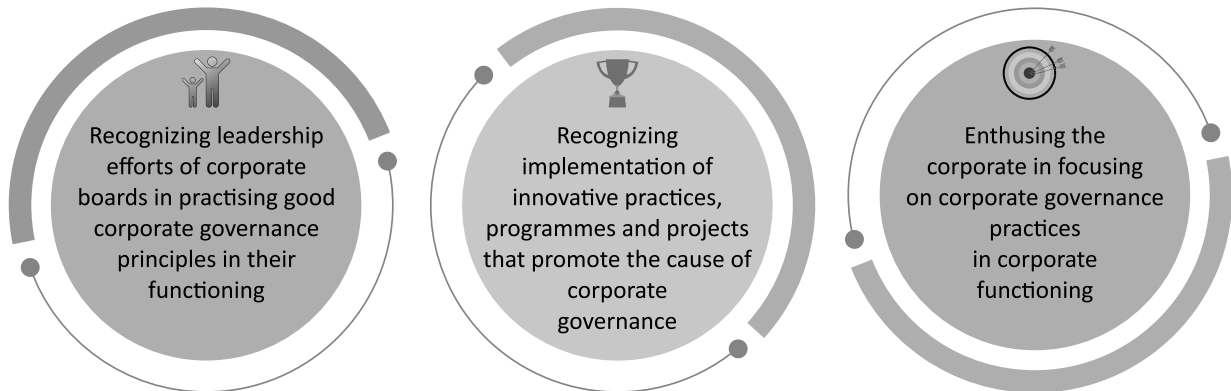 Recognizing leadership
efforts of corporate
boards in practising good
corporate governance
principles in their
functioning
Recognizing
implementation of
innovative practices,
programmes and projects
that promote the cause of
corporate
governance
Enthusing the
corporate in focusing
on corporate governance
practices
in corporate
functioning